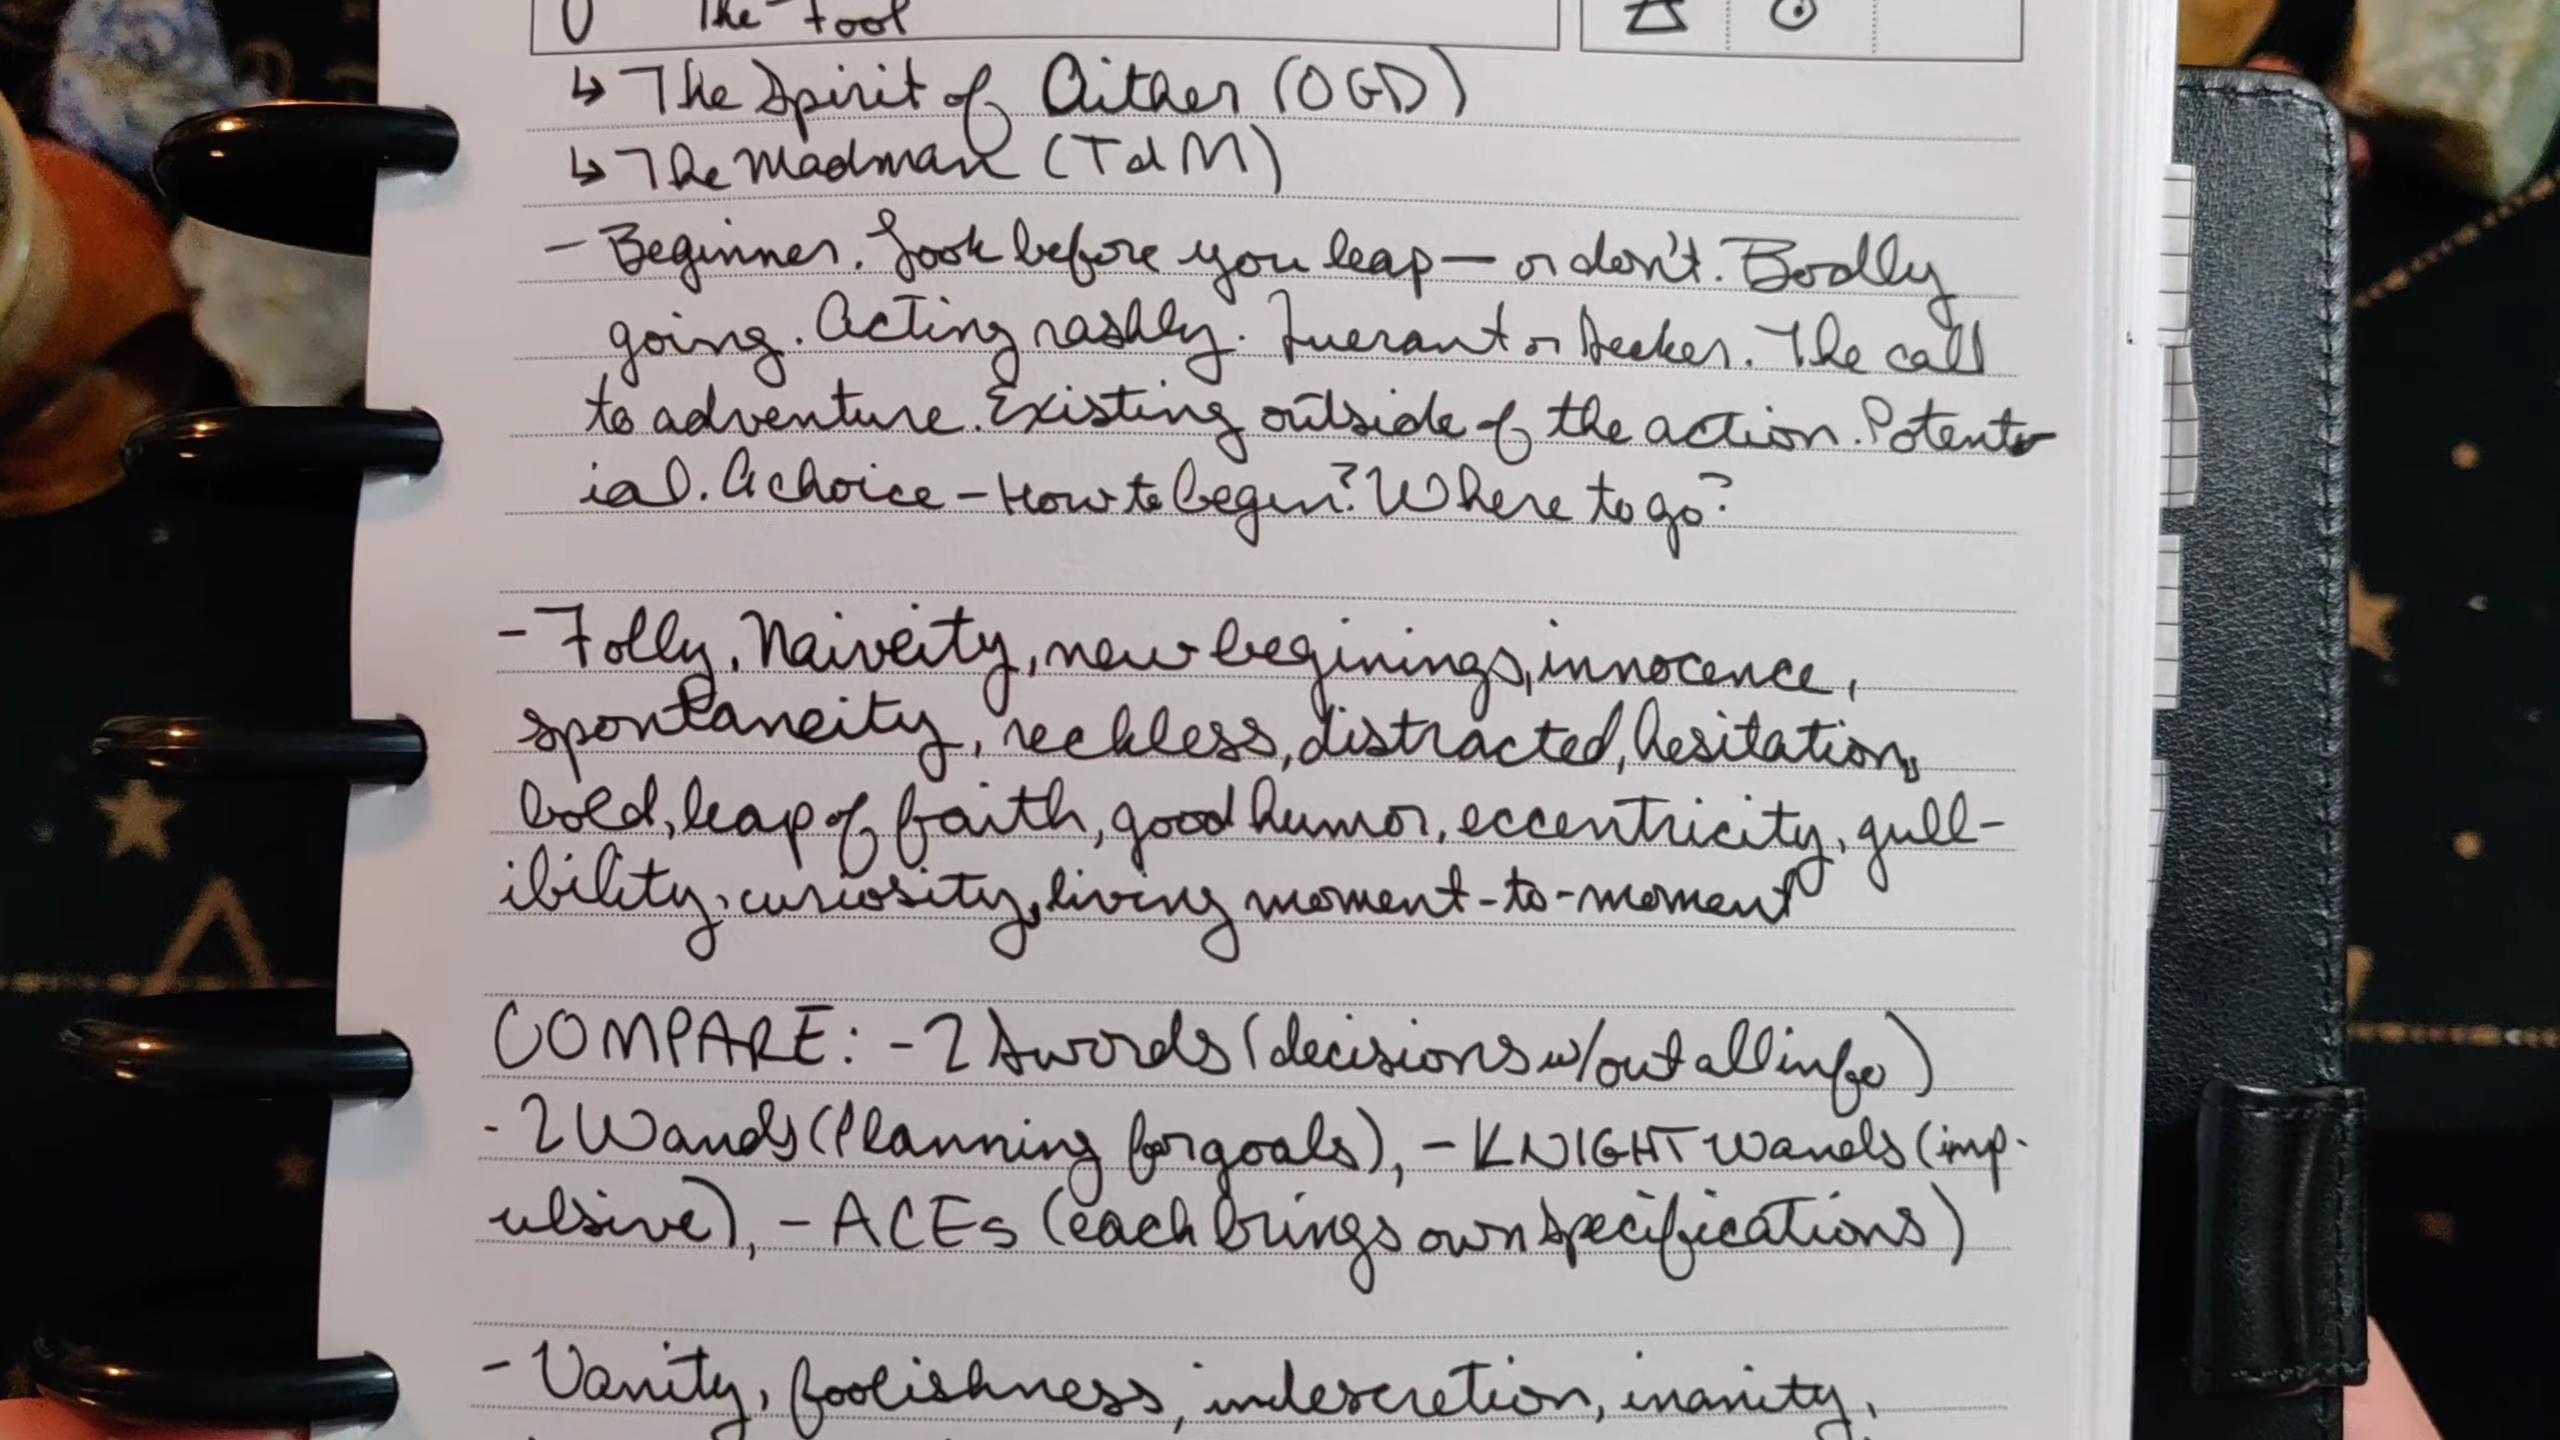 0 The Fool
↳ The Spirit of Aither (OGD)
↳ The Madman (TdM)
- Beginner. Look before you leap — or don't. Bodly
going. Acting rashly. Querant or Seeker. The call
to adventure. Existing outside of the action. Potent-
ial. A choice - How to begin? Where to go?
- Folly, Naiveity, new beginings, innocence,
spontaneity, reckless, distracted, hesitation,
bold, leap of faith, good humor, eccentricity, gull-
ibility, curiosity, living moment-to-moment
COMPARE: - 2 Swords (decisions w/out all info)
- 2 Wands (Planning for goals), - KNIGHT Wands (imp-
ulsive), - ACEs (each brings own specifications)
- Vanity, foolishness, indescretion, inanity,